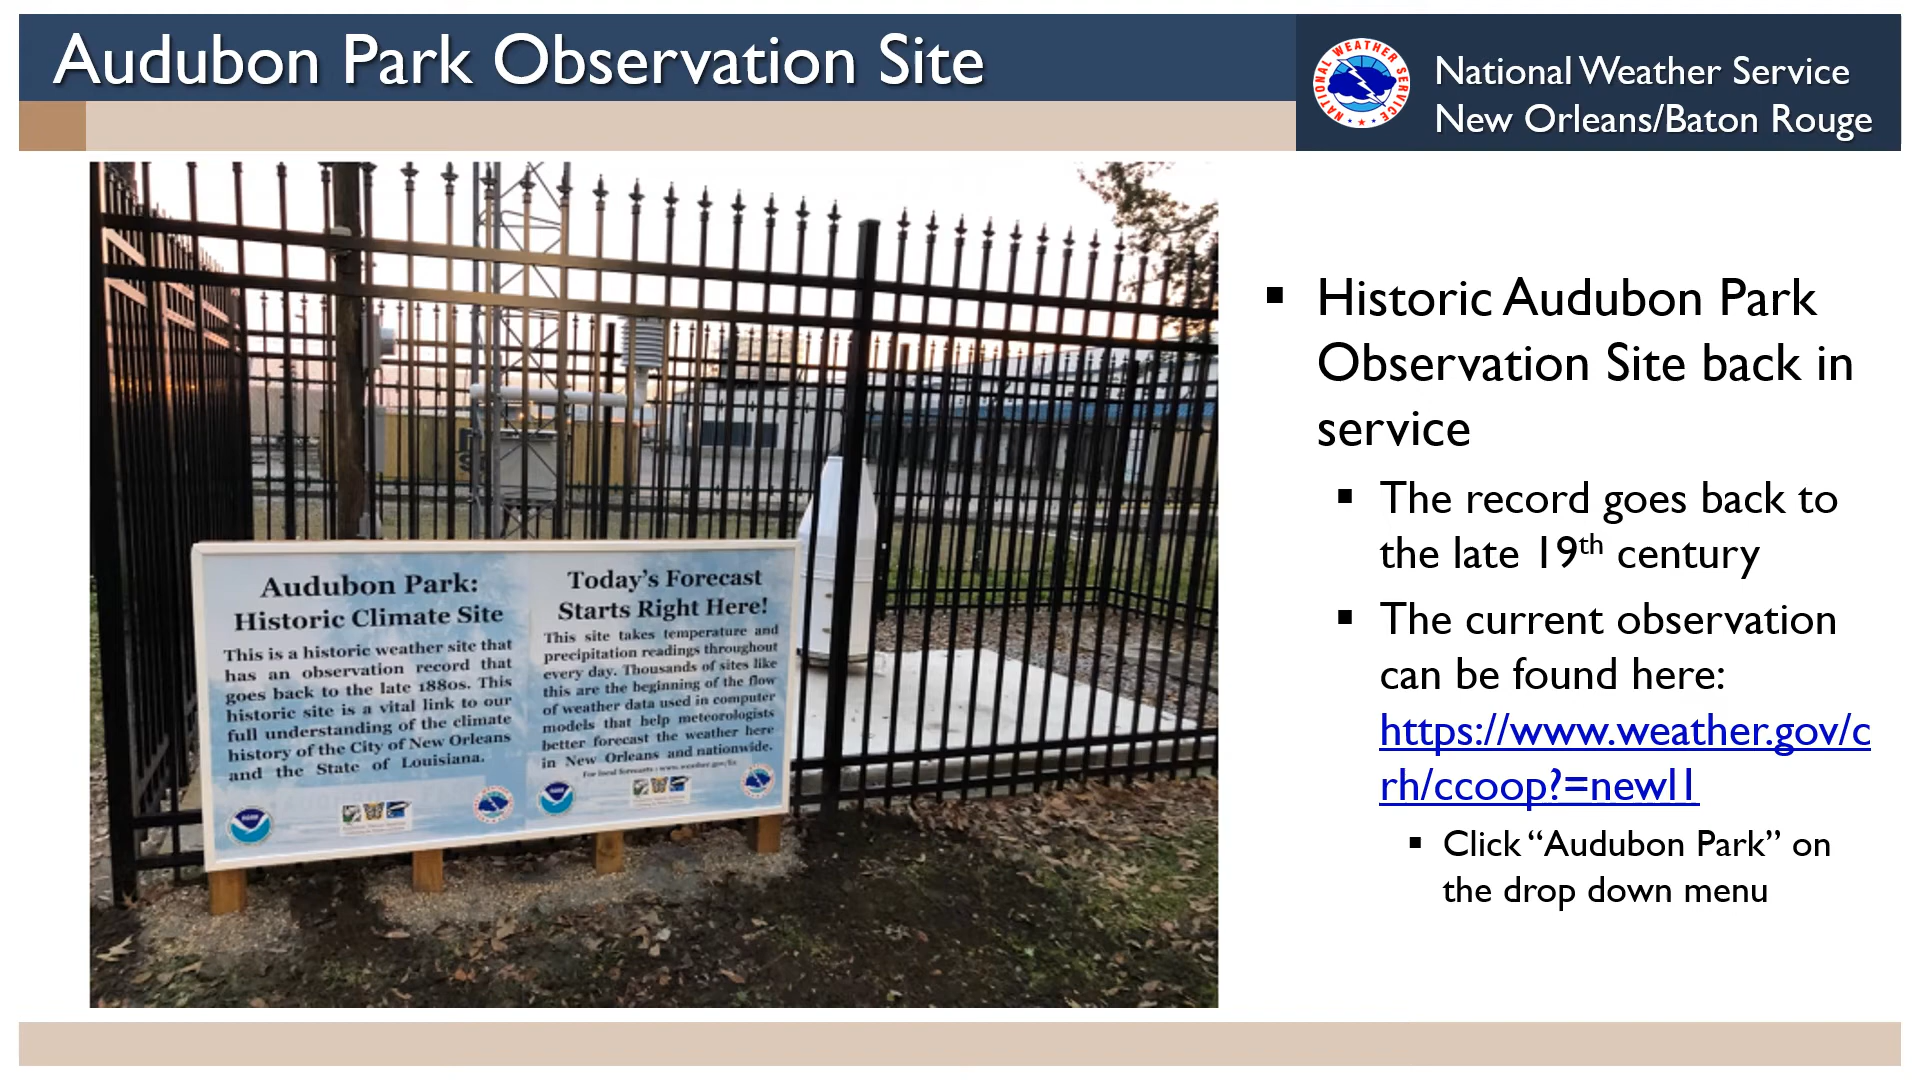 Audubon Park Observation Site
NATIONAL WEATHER SERVICE
National Weather Service
New Orleans/Baton Rouge
Audubon Park:
Historic Climate Site
This is a historic weather site that
has an observation record that
goes back to the late 1880s. This
historic site is a vital link to our
full understanding of the climate
history of the City of New Orleans
and the State of Louisiana.
Today's Forecast
Starts Right Here!
This site takes temperature and
precipitation readings throughout
every day. Thousands of sites like
this are the beginning of the flow
of weather data used in computer
models that help meteorologists
better forecast the weather here
in New Orleans and nationwide.
For local forecasts : www.weather.gov/lix
Historic Audubon Park
Observation Site back in
service
The record goes back to
the late 19th century
The current observation
can be found here:
https://www.weather.gov/c
rh/ccoop?=newl1
Click “Audubon Park” on
the drop down menu